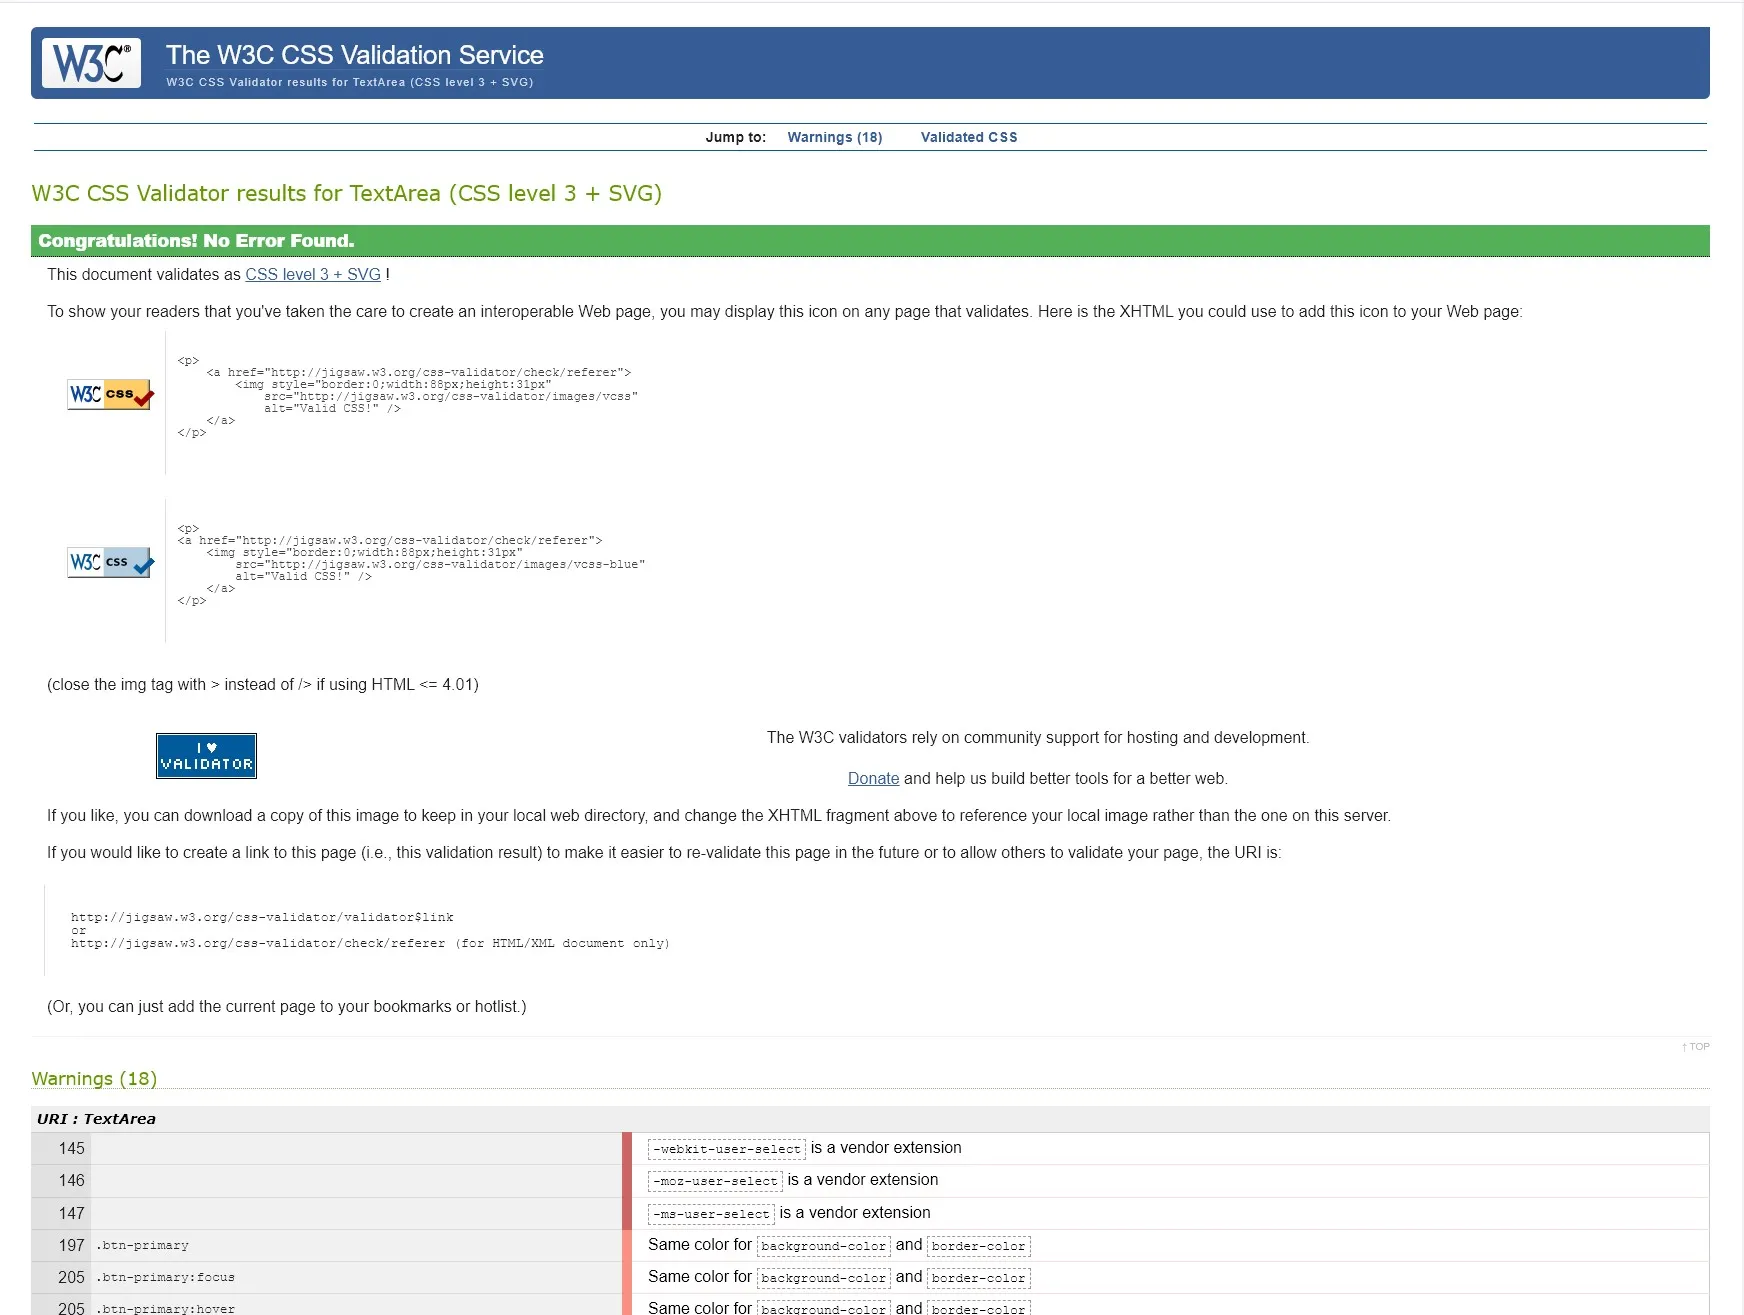 W3C®
The W3C CSS Validation Service
W3C CSS Validator results for TextArea (CSS level 3 + SVG)
Jump to: Warnings (18) Validated CSS
W3C CSS Validator results for TextArea (CSS level 3 + SVG)
Congratulations! No Error Found.
This document validates as CSS level 3 + SVG !
To show your readers that you've taken the care to create an interoperable Web page, you may display this icon on any page that validates. Here is the XHTML you could use to add this icon to your Web page:
W3C css
<p>
<a href="http://jigsaw.w3.org/css-validator/check/referer">
<img style="border:0;width:88px;height:31px"
src="http://jigsaw.w3.org/css-validator/images/vcss"
alt="Valid CSS!" />
</a>
</p>
W3C css
<p>
<a href="http://jigsaw.w3.org/css-validator/check/referer">
<img style="border:0;width:88px;height:31px"
src="http://jigsaw.w3.org/css-validator/images/vcss-blue"
alt="Valid CSS!" />
</a>
</p>
(close the img tag with > instead of /> if using HTML <= 4.01)
I ♥
VALIDATOR
The W3C validators rely on community support for hosting and development.
Donate and help us build better tools for a better web.
If you like, you can download a copy of this image to keep in your local web directory, and change the XHTML fragment above to reference your local image rather than the one on this server.
If you would like to create a link to this page (i.e., this validation result) to make it easier to re-validate this page in the future or to allow others to validate your page, the URI is:
http://jigsaw.w3.org/css-validator/validator$link
or
http://jigsaw.w3.org/css-validator/check/referer (for HTML/XML document only)
(Or, you can just add the current page to your bookmarks or hotlist.)
↑ TOP
Warnings (18)
URI : TextArea
145 -webkit-user-select is a vendor extension
146 -moz-user-select is a vendor extension
147 -ms-user-select is a vendor extension
197 .btn-primary Same color for background-color and border-color
205 .btn-primary:focus Same color for background-color and border-color
205 .btn-primary:hover Same color for background-color and border-color